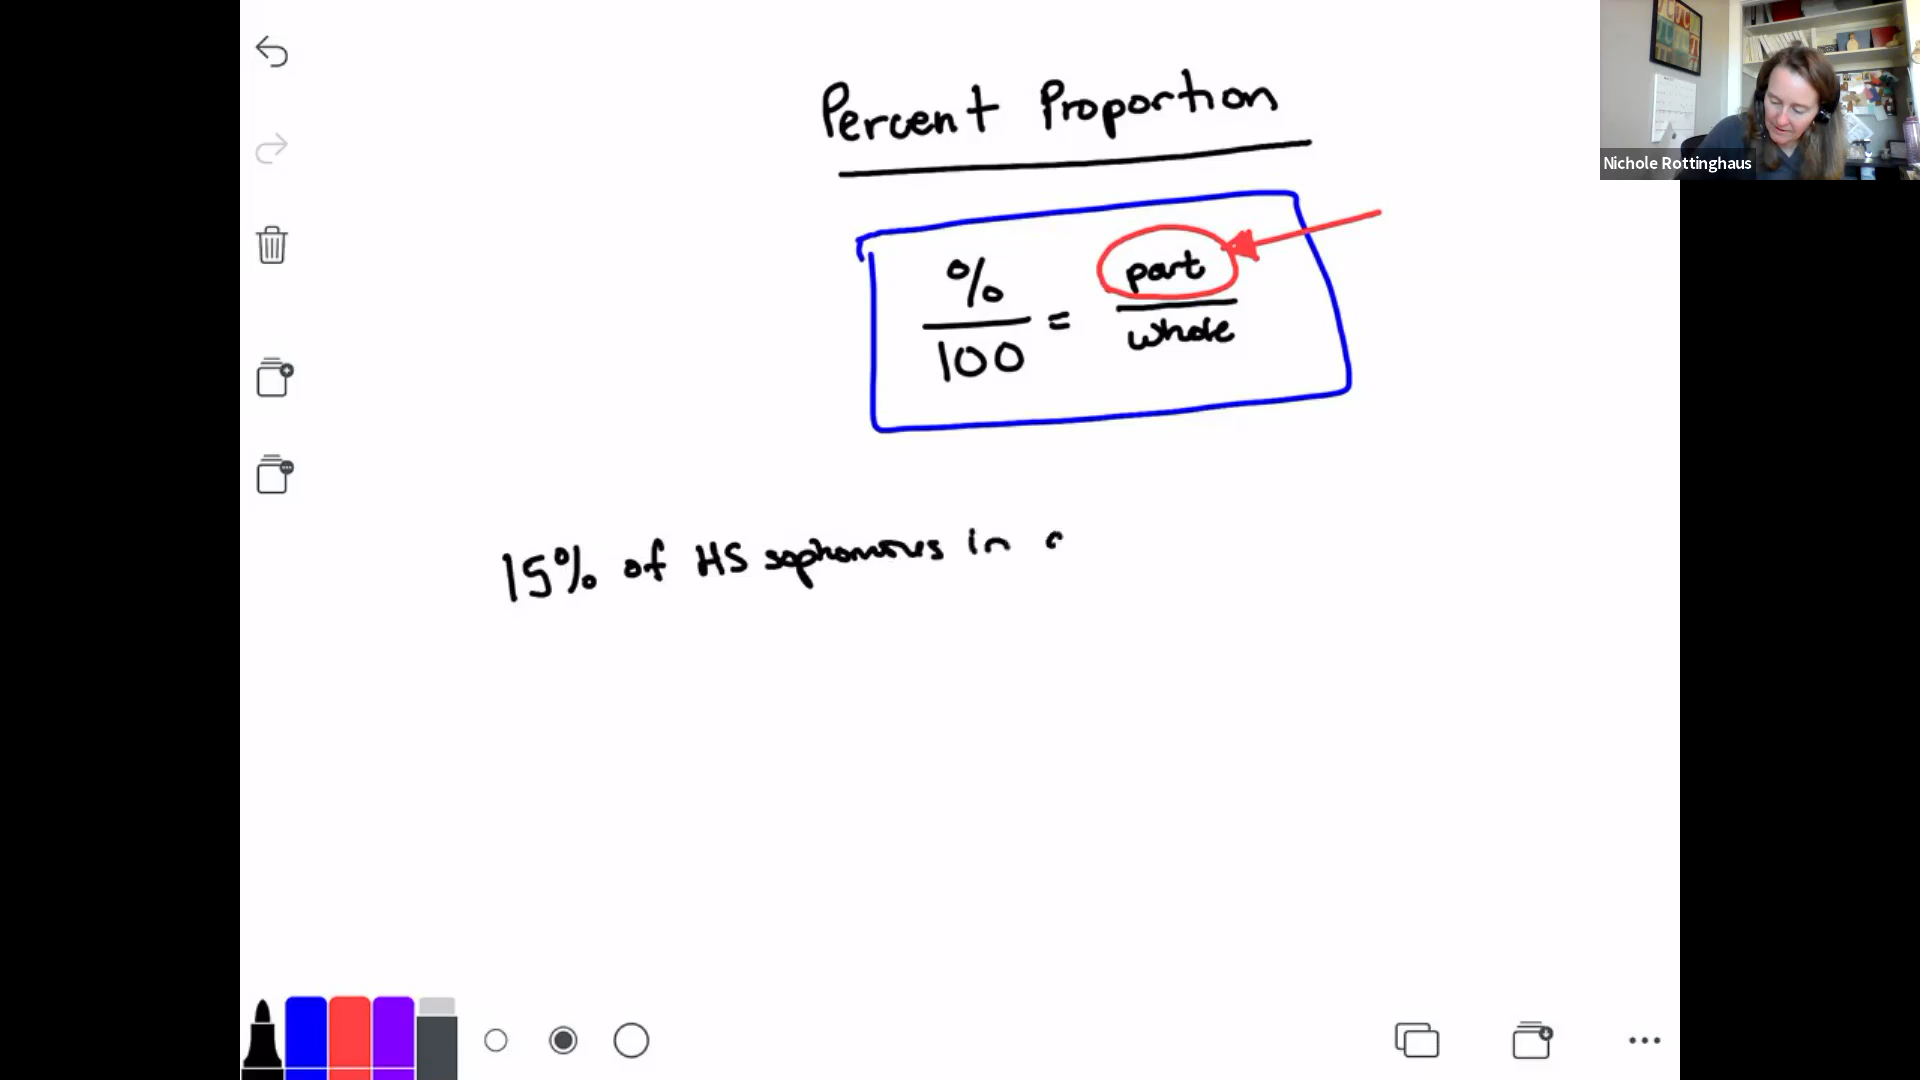 Percent Proportion
% / 100 = part / whole
15% of HS sophomores in a
Nichole Rottinghaus